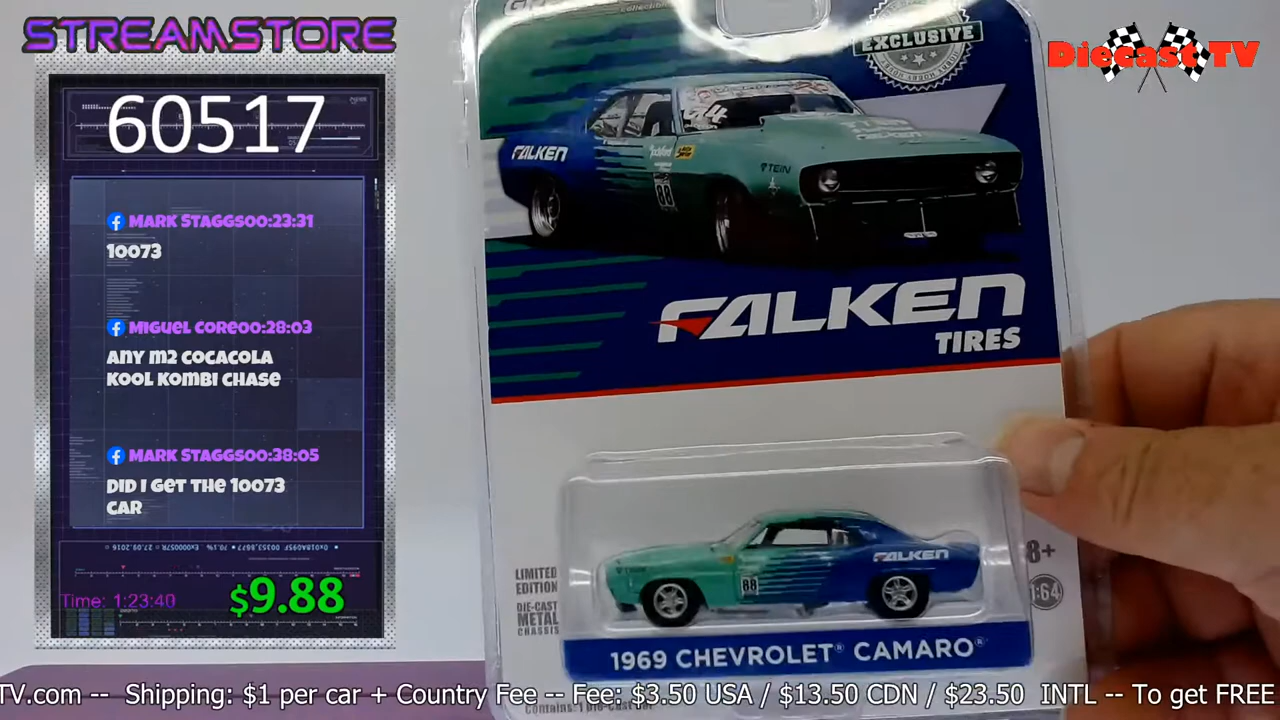 STREAMSTORE
60517
MARK STAGGS00:23:31
10073
MIGUEL CORE00:28:03
ANY M2 COCACOLA
KOOL KOMBI CHASE
MARK STAGGS00:38:05
DID I GET THE 10073
CAR
Time: 1:23:40
$9.88
Diecast TV
EXCLUSIVE
FALKEN
TEIN
88
FALKEN
TIRES
FALKEN
88
LIMITED
EDITION
DIE-CAST
METAL
CHASSIS
8+
1:64
1969 CHEVROLET® CAMARO®
TV.com -- Shipping: $1 per car + Country Fee -- Fee: $3.50 USA / $13.50 CDN / $23.50 INTL -- To get FREE